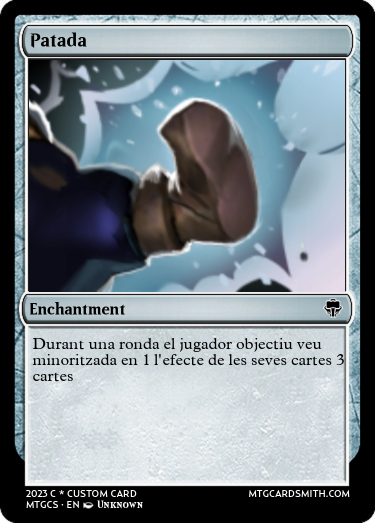 Patada
Enchantment
Durant una ronda el jugador objectiu veu
minoritzada en 1 l'efecte de les seves cartes 3
cartes
2023 C * CUSTOM CARD
MTGCARDSMITH.COM
MTGCS · EN UNKNOWN